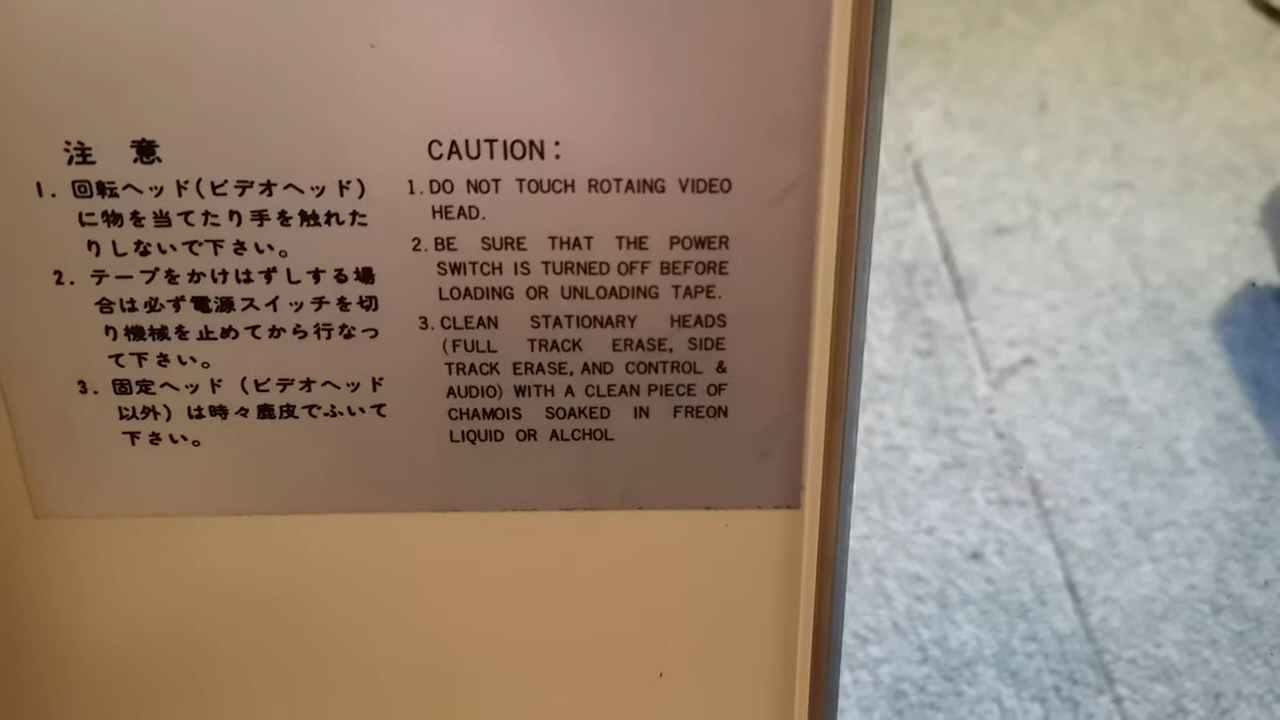 注 意
1. 回転ヘッド(ビデオヘッド)
に物を当てたり手を触れた
りしないで下さい。
2. テープをかけはずしする場
合は必ず電源スイッチを切
り機械を止めてから行なっ
て下さい。
3. 固定ヘッド (ビデオヘッド
以外) は時々鹿皮でふいて
下さい。
CAUTION:
1. DO NOT TOUCH ROTAING VIDEO
HEAD.
2. BE SURE THAT THE POWER
SWITCH IS TURNED OFF BEFORE
LOADING OR UNLOADING TAPE.
3. CLEAN STATIONARY HEADS
(FULL TRACK ERASE, SIDE
TRACK ERASE, AND CONTROL &
AUDIO) WITH A CLEAN PIECE OF
CHAMOIS SOAKED IN FREON
LIQUID OR ALCHOL